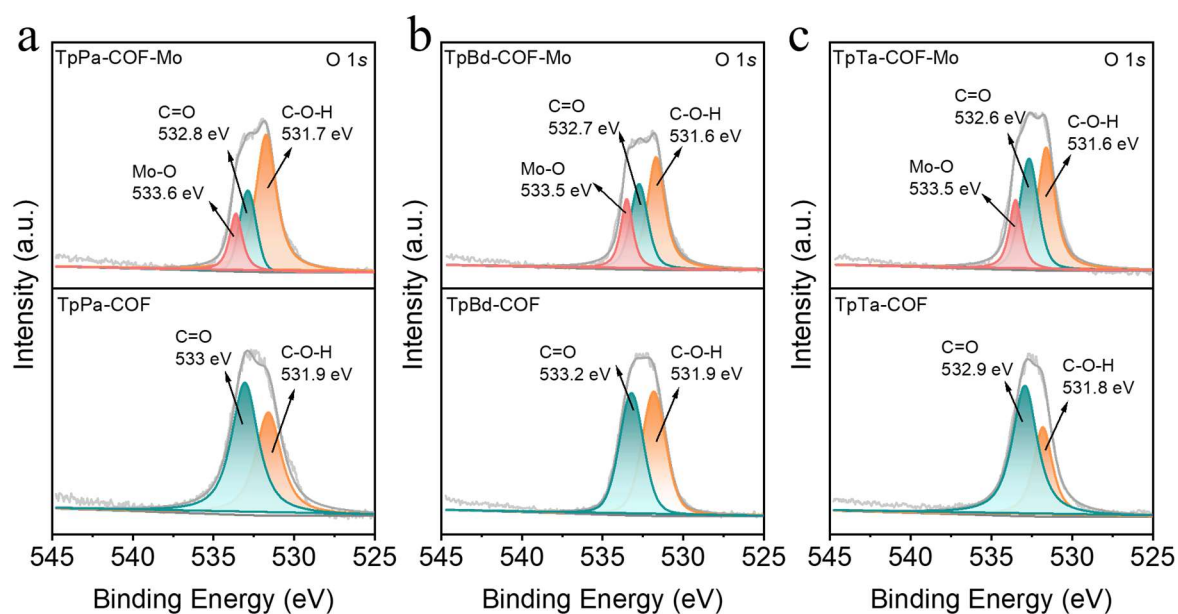 a
TpPa-COF-Mo
O 1s
C=O
532.8 eV
C-O-H
531.7 eV
Mo-O
533.6 eV
TpPa-COF
C=O
533 eV
C-O-H
531.9 eV
Intensity (a.u.)
545 540 535 530 525
Binding Energy (eV)
b
TpBd-COF-Mo
O 1s
C=O
532.7 eV
C-O-H
531.6 eV
Mo-O
533.5 eV
TpBd-COF
C=O
533.2 eV
C-O-H
531.9 eV
Intensity (a.u.)
545 540 535 530 525
Binding Energy (eV)
c
TpTa-COF-Mo
O 1s
C=O
532.6 eV
C-O-H
531.6 eV
Mo-O
533.5 eV
TpTa-COF
C=O
532.9 eV
C-O-H
531.8 eV
Intensity (a.u.)
545 540 535 530 525
Binding Energy (eV)